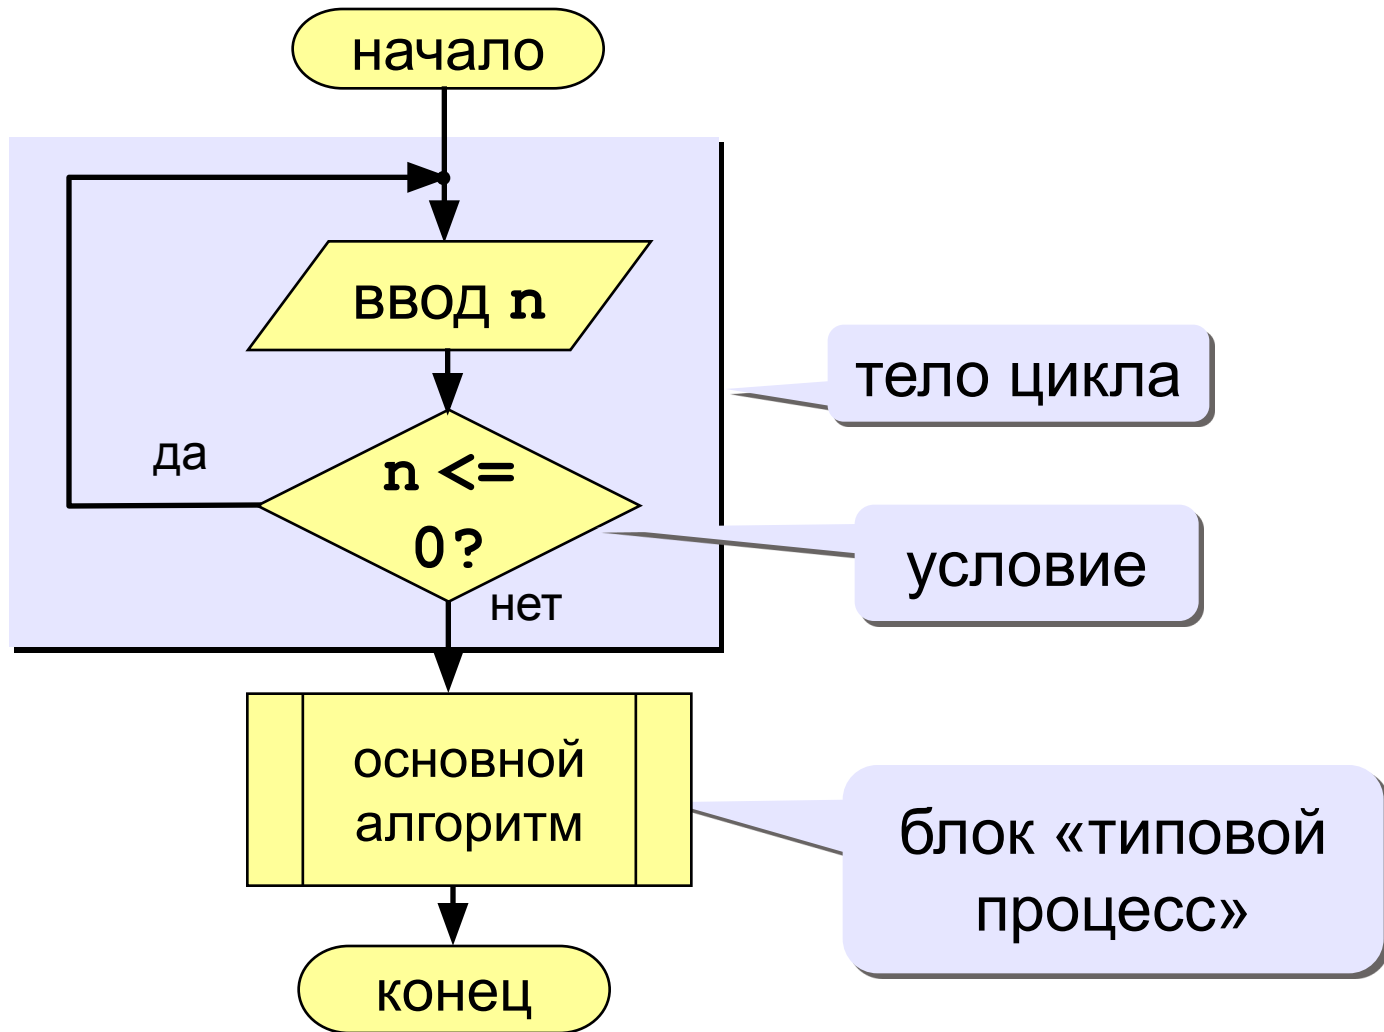 начало
ввод n
тело цикла
да
n <=
0?
условие
нет
основной
алгоритм
блок «типовой
процесс»
конец